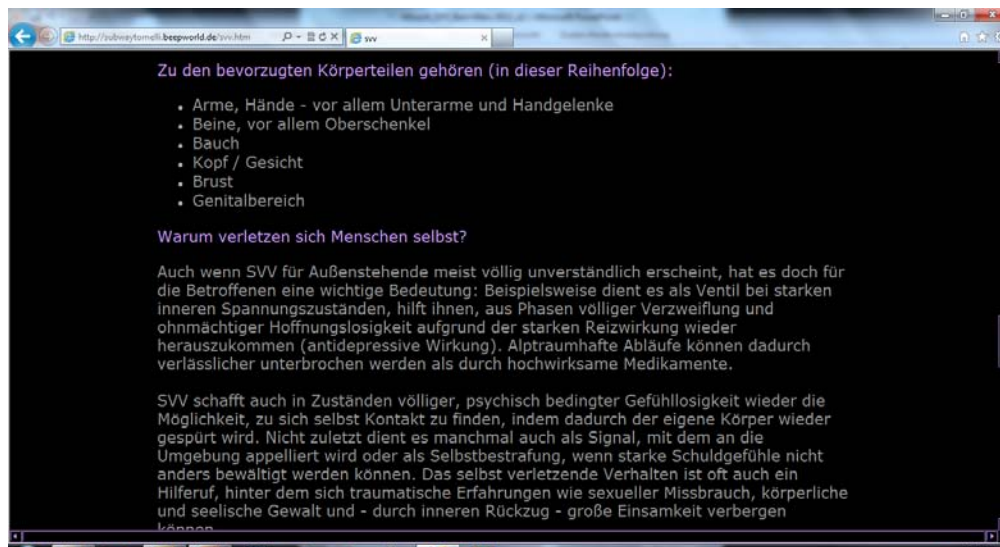 http://subwaytomelli.beepworld.de/svv.htm
svv
Zu den bevorzugten Körperteilen gehören (in dieser Reihenfolge):
Arme, Hände - vor allem Unterarme und Handgelenke
Beine, vor allem Oberschenkel
Bauch
Kopf / Gesicht
Brust
Genitalbereich
Warum verletzen sich Menschen selbst?
Auch wenn SVV für Außenstehende meist völlig unverständlich erscheint, hat es doch für
die Betroffenen eine wichtige Bedeutung: Beispielsweise dient es als Ventil bei starken
inneren Spannungszuständen, hilft ihnen, aus Phasen völliger Verzweiflung und
ohnmächtiger Hoffnungslosigkeit aufgrund der starken Reizwirkung wieder
herauszukommen (antidepressive Wirkung). Alptraumhafte Abläufe können dadurch
verlässlicher unterbrochen werden als durch hochwirksame Medikamente.
SVV schafft auch in Zuständen völliger, psychisch bedingter Gefühllosigkeit wieder die
Möglichkeit, zu sich selbst Kontakt zu finden, indem dadurch der eigene Körper wieder
gespürt wird. Nicht zuletzt dient es manchmal auch als Signal, mit dem an die
Umgebung appelliert wird oder als Selbstbestrafung, wenn starke Schuldgefühle nicht
anders bewältigt werden können. Das selbst verletzende Verhalten ist oft auch ein
Hilferuf, hinter dem sich traumatische Erfahrungen wie sexueller Missbrauch, körperliche
und seelische Gewalt und - durch inneren Rückzug - große Einsamkeit verbergen
können